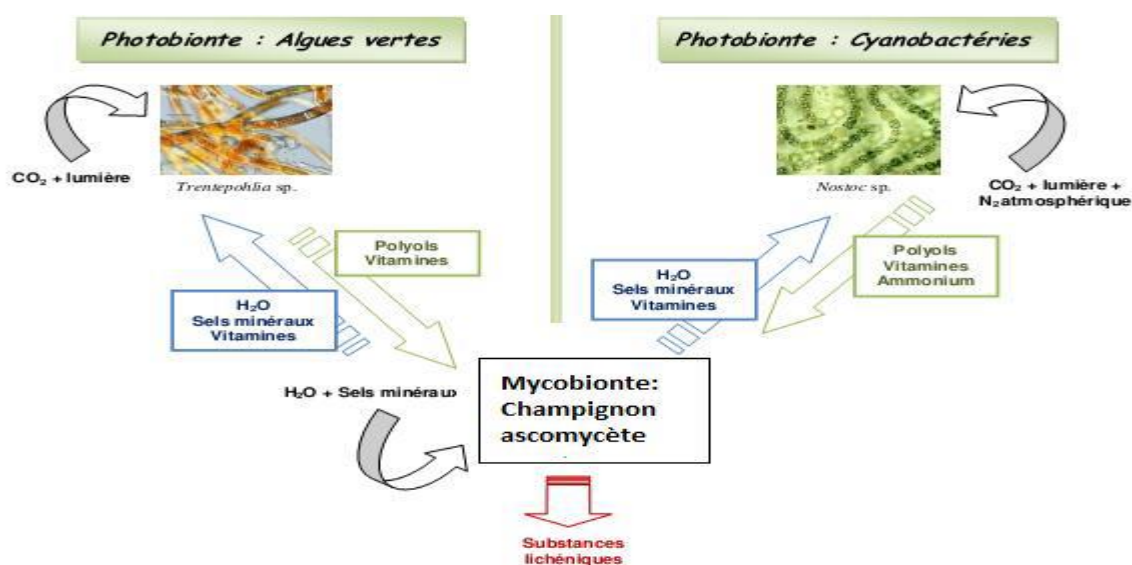 Photobionte : Algues vertes
Photobionte : Cyanobactéries
CO₂ + lumière
Trentepohlia sp.
Nostoc sp.
CO₂ + lumière +
N₂ atmosphérique
Polyols
Vitamines
H₂O
Sels minéraux
Vitamines
H₂O
Sels minéraux
Vitamines
Polyols
Vitamines
Ammonium
H₂O + Sels minéraux
Mycobionte:
Champignon
ascomycète
Substances
lichéniques